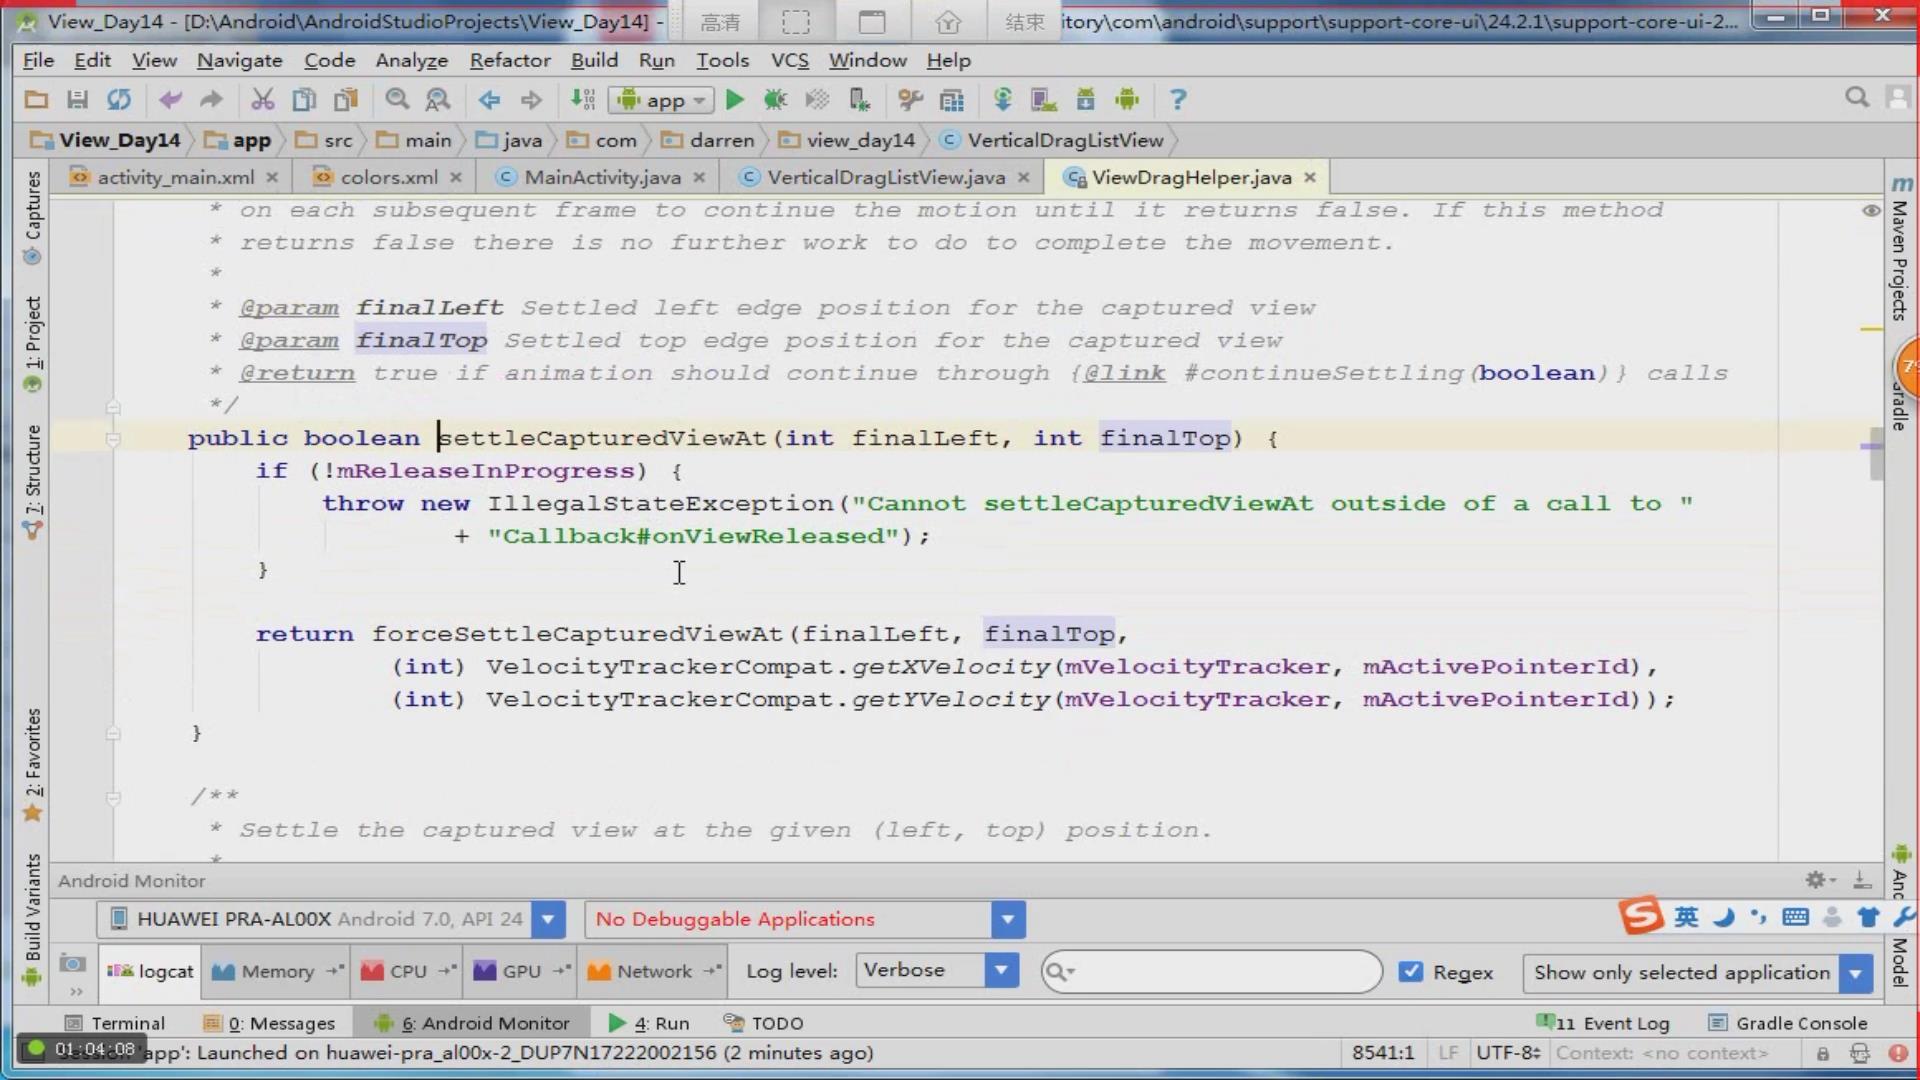 View_Day14 - [D:\Android\AndroidStudioProjects\View_Day14] - 高清 结束 itory\com\android\support\support-core-ui\24.2.1\support-core-ui-2...
File Edit View Navigate Code Analyze Refactor Build Run Tools VCS Window Help
app
View_Day14 app src main java com darren view_day14 VerticalDragListView
activity_main.xml colors.xml MainActivity.java VerticalDragListView.java ViewDragHelper.java
* on each subsequent frame to continue the motion until it returns false. If this method
* returns false there is no further work to do to complete the movement.
*
* @param finalLeft Settled left edge position for the captured view
* @param finalTop Settled top edge position for the captured view
* @return true if animation should continue through {@link #continueSettling(boolean)} calls
*/
public boolean settleCapturedViewAt(int finalLeft, int finalTop) {
if (!mReleaseInProgress) {
throw new IllegalStateException("Cannot settleCapturedViewAt outside of a call to "
+ "Callback#onViewReleased");
}
return forceSettleCapturedViewAt(finalLeft, finalTop,
(int) VelocityTrackerCompat.getXVelocity(mVelocityTracker, mActivePointerId),
(int) VelocityTrackerCompat.getYVelocity(mVelocityTracker, mActivePointerId));
}
/**
* Settle the captured view at the given (left, top) position.
*
Captures
1: Project
7: Structure
2: Favorites
Build Variants
Maven Projects
Model
Android Monitor
HUAWEI PRA-AL00X Android 7.0, API 24 No Debuggable Applications
英
logcat Memory CPU GPU Network Log level: Verbose Regex Show only selected application
Terminal 0: Messages 6: Android Monitor 4: Run TODO 11 Event Log Gradle Console
01:04:08 'app': Launched on huawei-pra_al00x-2_DUP7N17222002156 (2 minutes ago) 8541:1 LF UTF-8 Context: <no context>